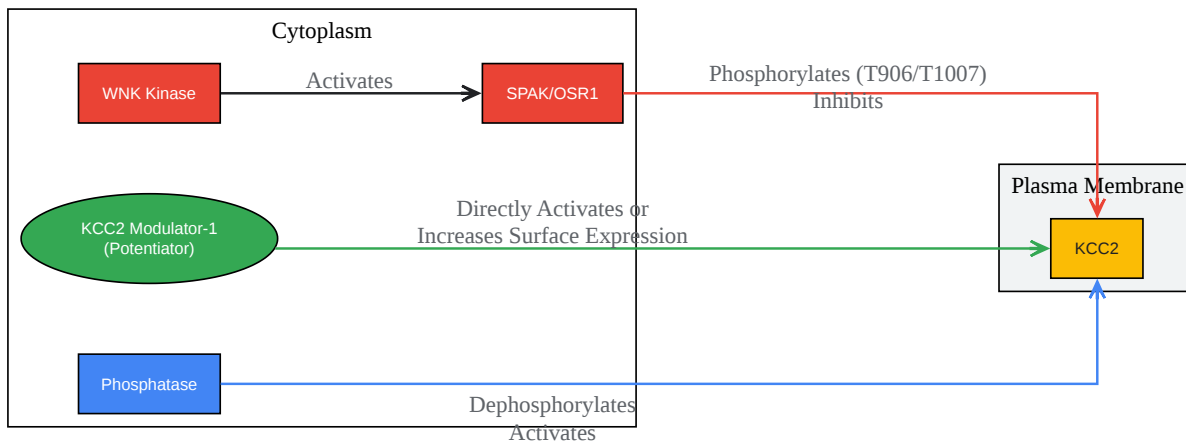 Cytoplasm
WNK Kinase
Activates
SPAK/OSR1
Phosphorylates (T906/T1007)
Inhibits
Plasma Membrane
KCC2 Modulator-1
(Potentiator)
Directly Activates or
Increases Surface Expression
KCC2
Phosphatase
Dephosphorylates
Activates